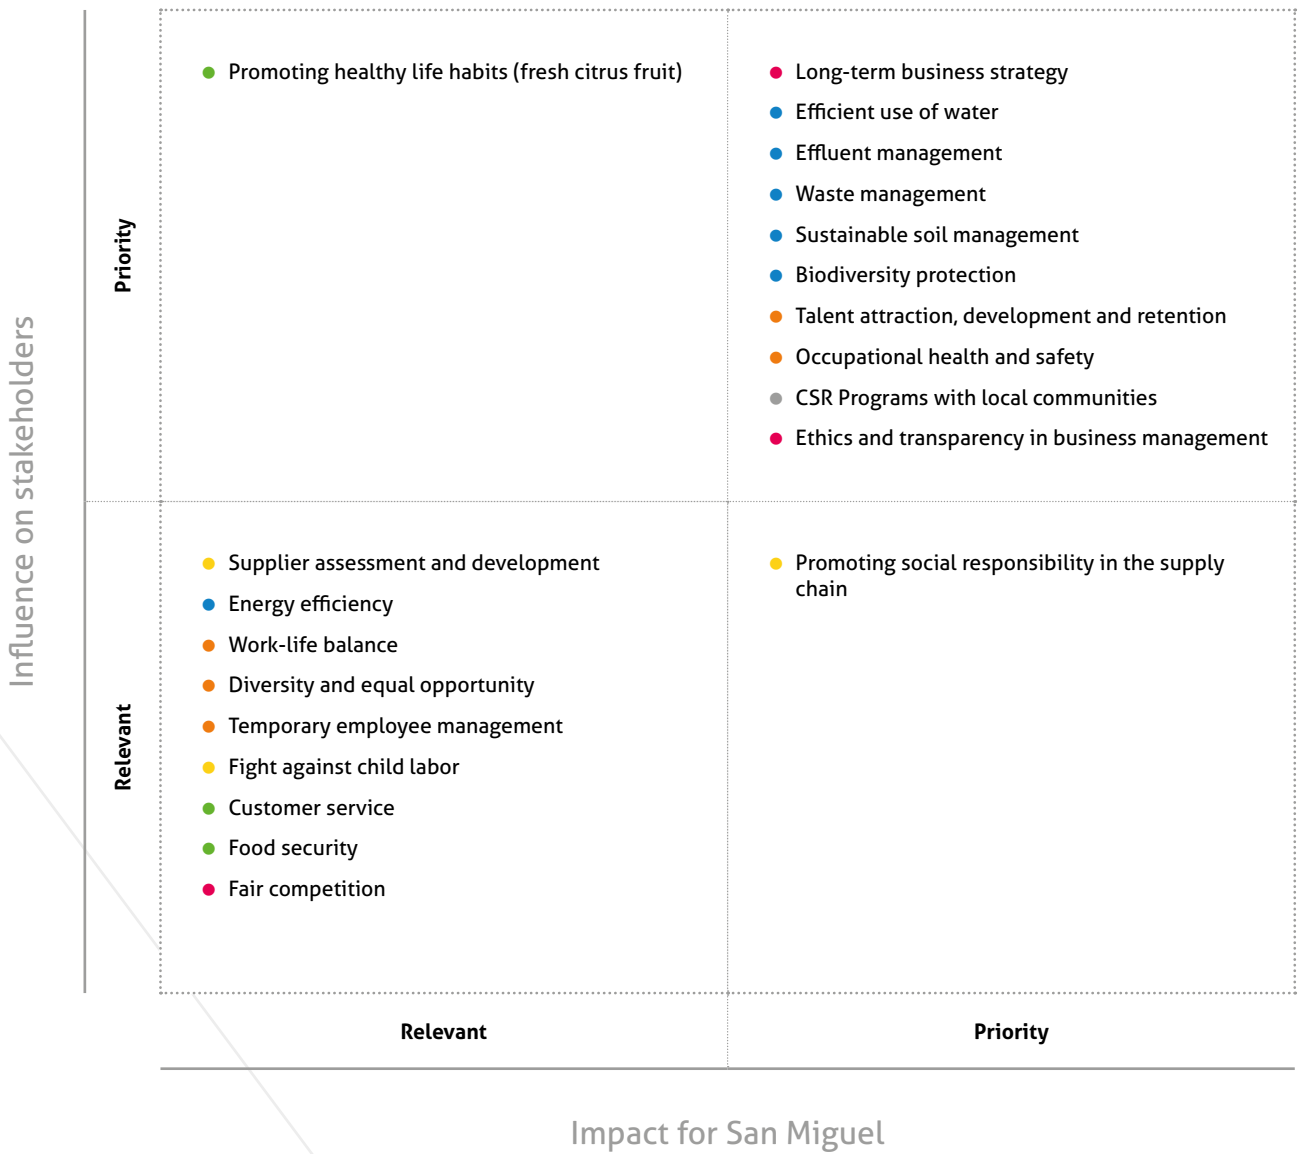 Influence on stakeholders
Priority
Promoting healthy life habits (fresh citrus fruit)
Long-term business strategy
Efficient use of water
Effluent management
Waste management
Sustainable soil management
Biodiversity protection
Talent attraction, development and retention
Occupational health and safety
CSR Programs with local communities
Ethics and transparency in business management
Relevant
Supplier assessment and development
Energy efficiency
Work-life balance
Diversity and equal opportunity
Temporary employee management
Fight against child labor
Customer service
Food security
Fair competition
Promoting social responsibility in the supply
chain
Relevant
Priority
Impact for San Miguel